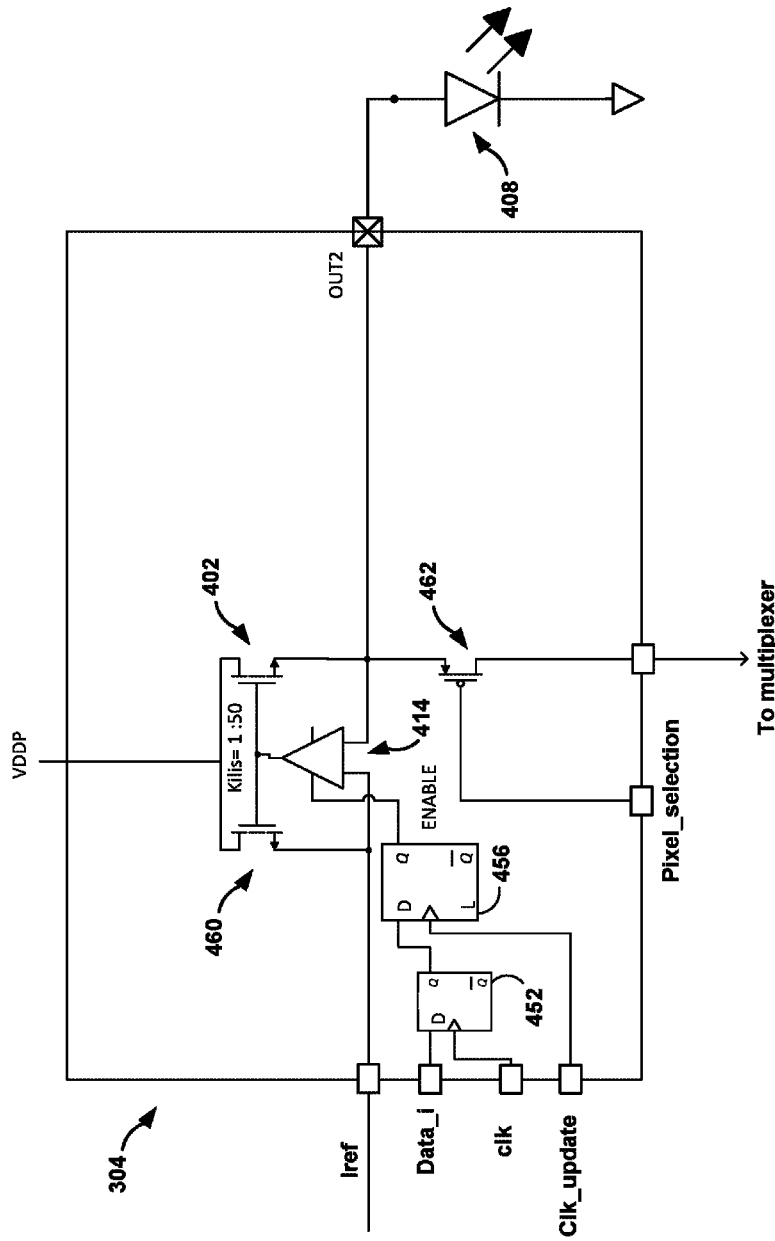 304
VDDP
Kilis= 1 :50
460
402
414
462
OUT2
408
Iref
Data_i
clk
Clk_update
D
Q
Q
452
D
Q
L
Q
456
ENABLE
Pixel_selection
To multiplexer